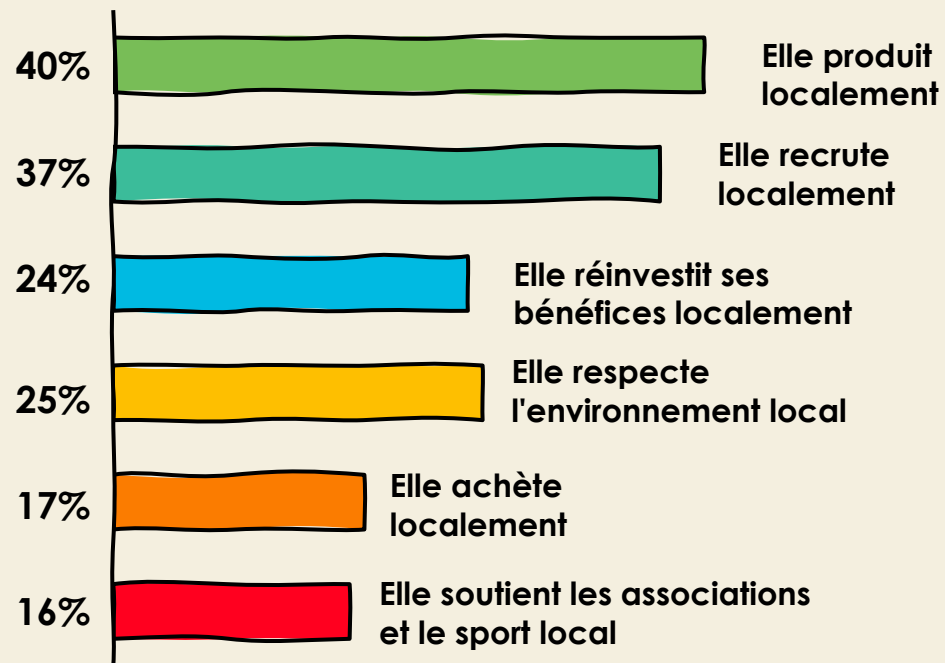 40%
Elle produit
localement
37%
Elle recrute
localement
24%
Elle réinvestit ses
bénéfices localement
25%
Elle respecte
l'environnement local
17%
Elle achète
localement
16%
Elle soutient les associations
et le sport local